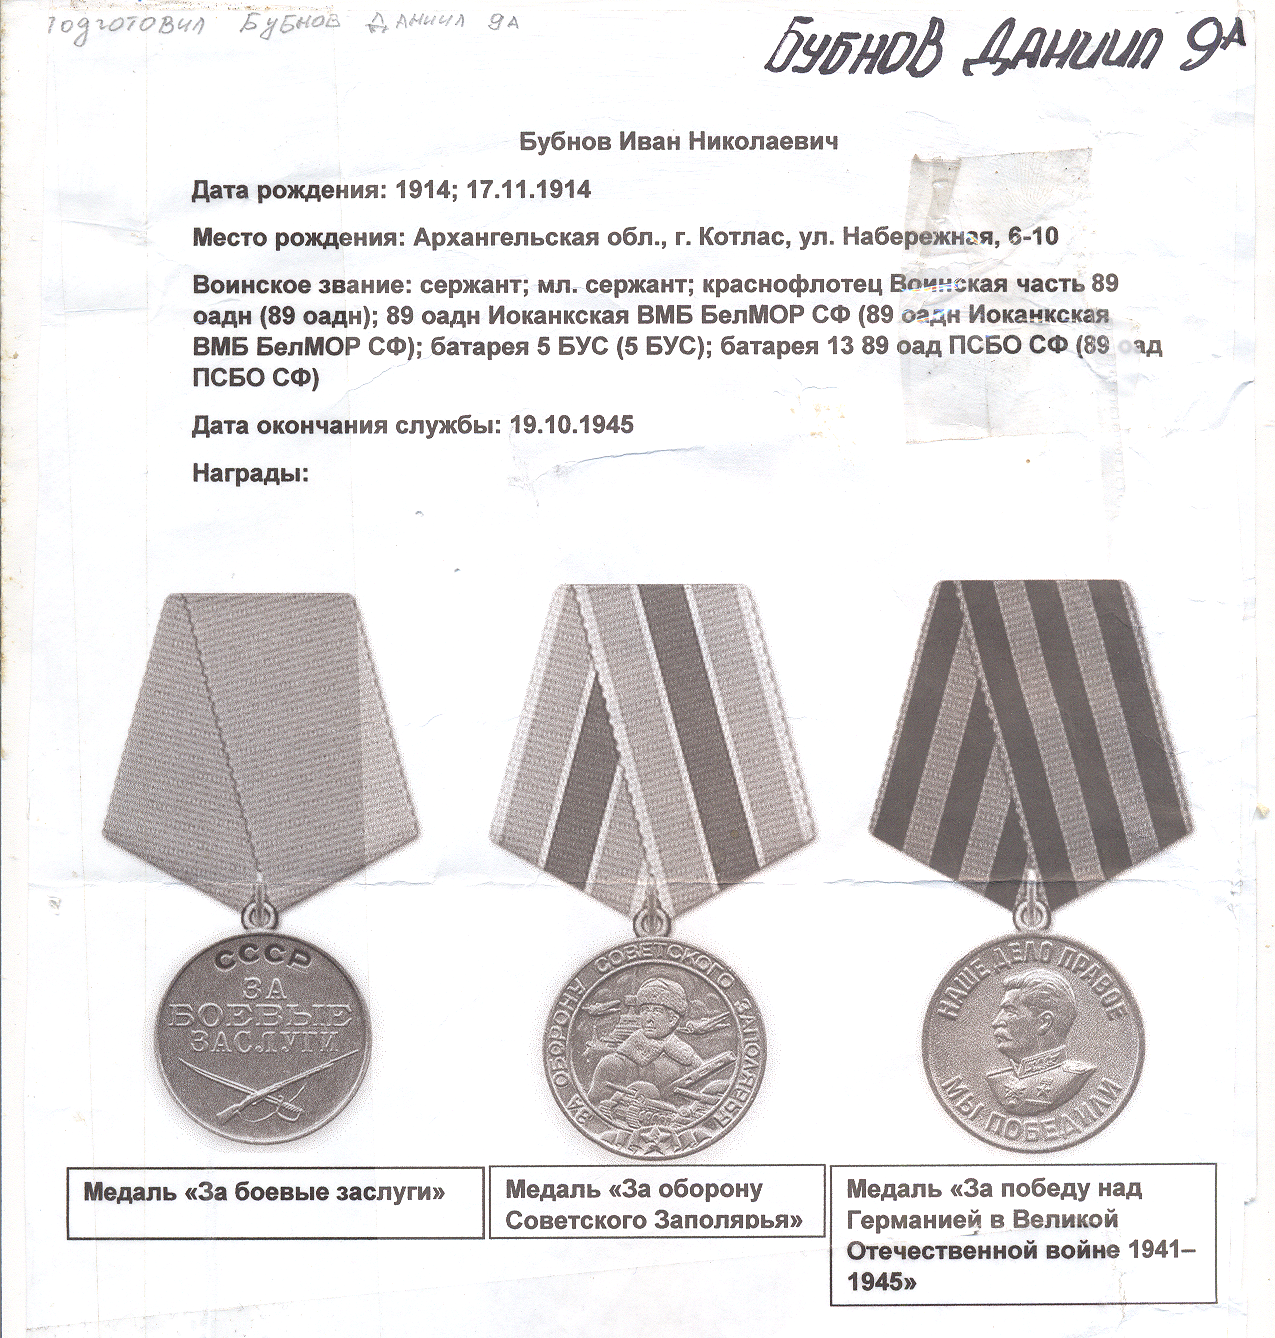 подготовил Бубнов Даниил 9А
Бубнов Даниил 9А
Бубнов Иван Николаевич
Дата рождения: 1914; 17.11.1914
Место рождения: Архангельская обл., г. Котлас, ул. Набережная, 6-10
Воинское звание: сержант; мл. сержант; краснофлотец Воинская часть 89
оадн (89 оадн); 89 оадн Иоканкская ВМБ БелМОР СФ (89 оадн Иоканкская
ВМБ БелМОР СФ); батарея 5 БУС (5 БУС); батарея 13 89 оад ПСБО СФ (89 оад
ПСБО СФ)
Дата окончания службы: 19.10.1945
Награды:
СССР
ЗА
БОЕВЫЕ
ЗАСЛУГИ
ЗА ОБОРОНУ СОВЕТСКОГО ЗАПОЛЯРЬЯ
НАШЕ ДЕЛО ПРАВОЕ
МЫ ПОБЕДИЛИ
Медаль «За боевые заслуги»
Медаль «За оборону
Советского Заполярья»
Медаль «За победу над
Германией в Великой
Отечественной войне 1941–
1945»